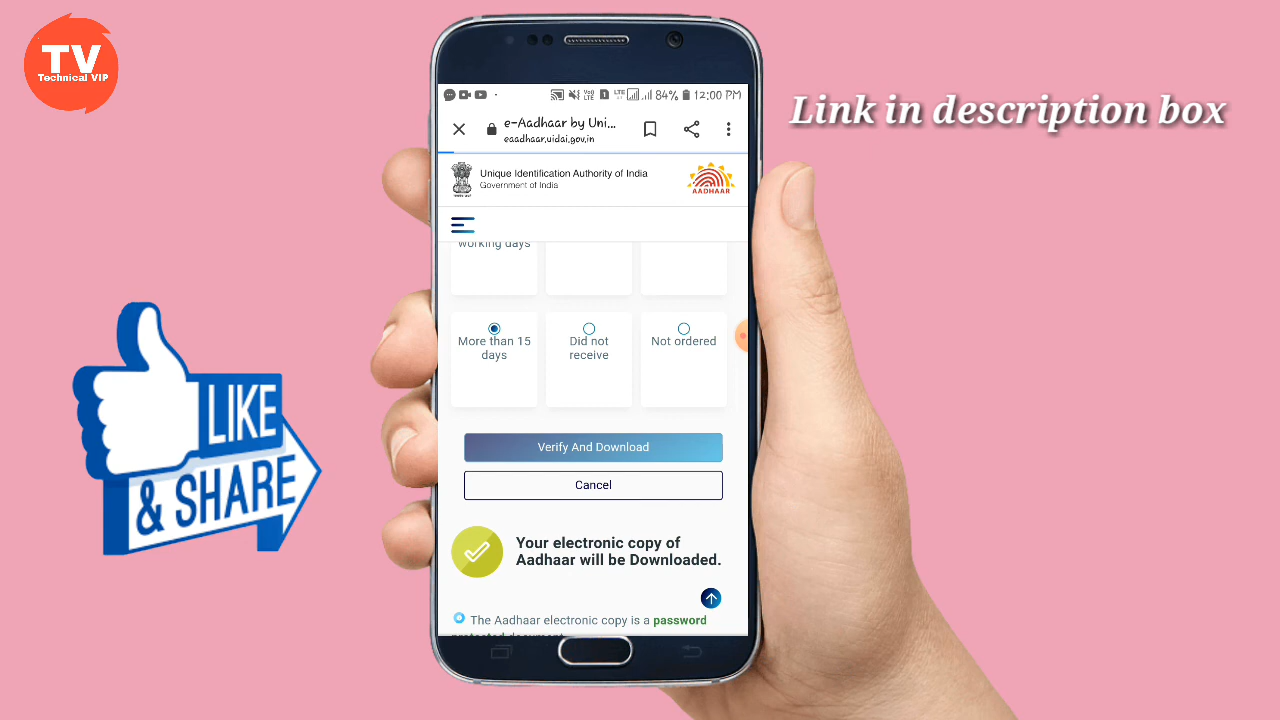 TV
Technical VIP
Link in description box
84% 12:00 PM
e-Aadhaar by Uni...
eaadhaar.uidai.gov.in
Unique Identification Authority of India
Government of India
AADHAAR
working days
More than 15
days
Did not
receive
Not ordered
Verify And Download
Cancel
Your electronic copy of
Aadhaar will be Downloaded.
The Aadhaar electronic copy is a password
protected document
LIKE
& SHARE